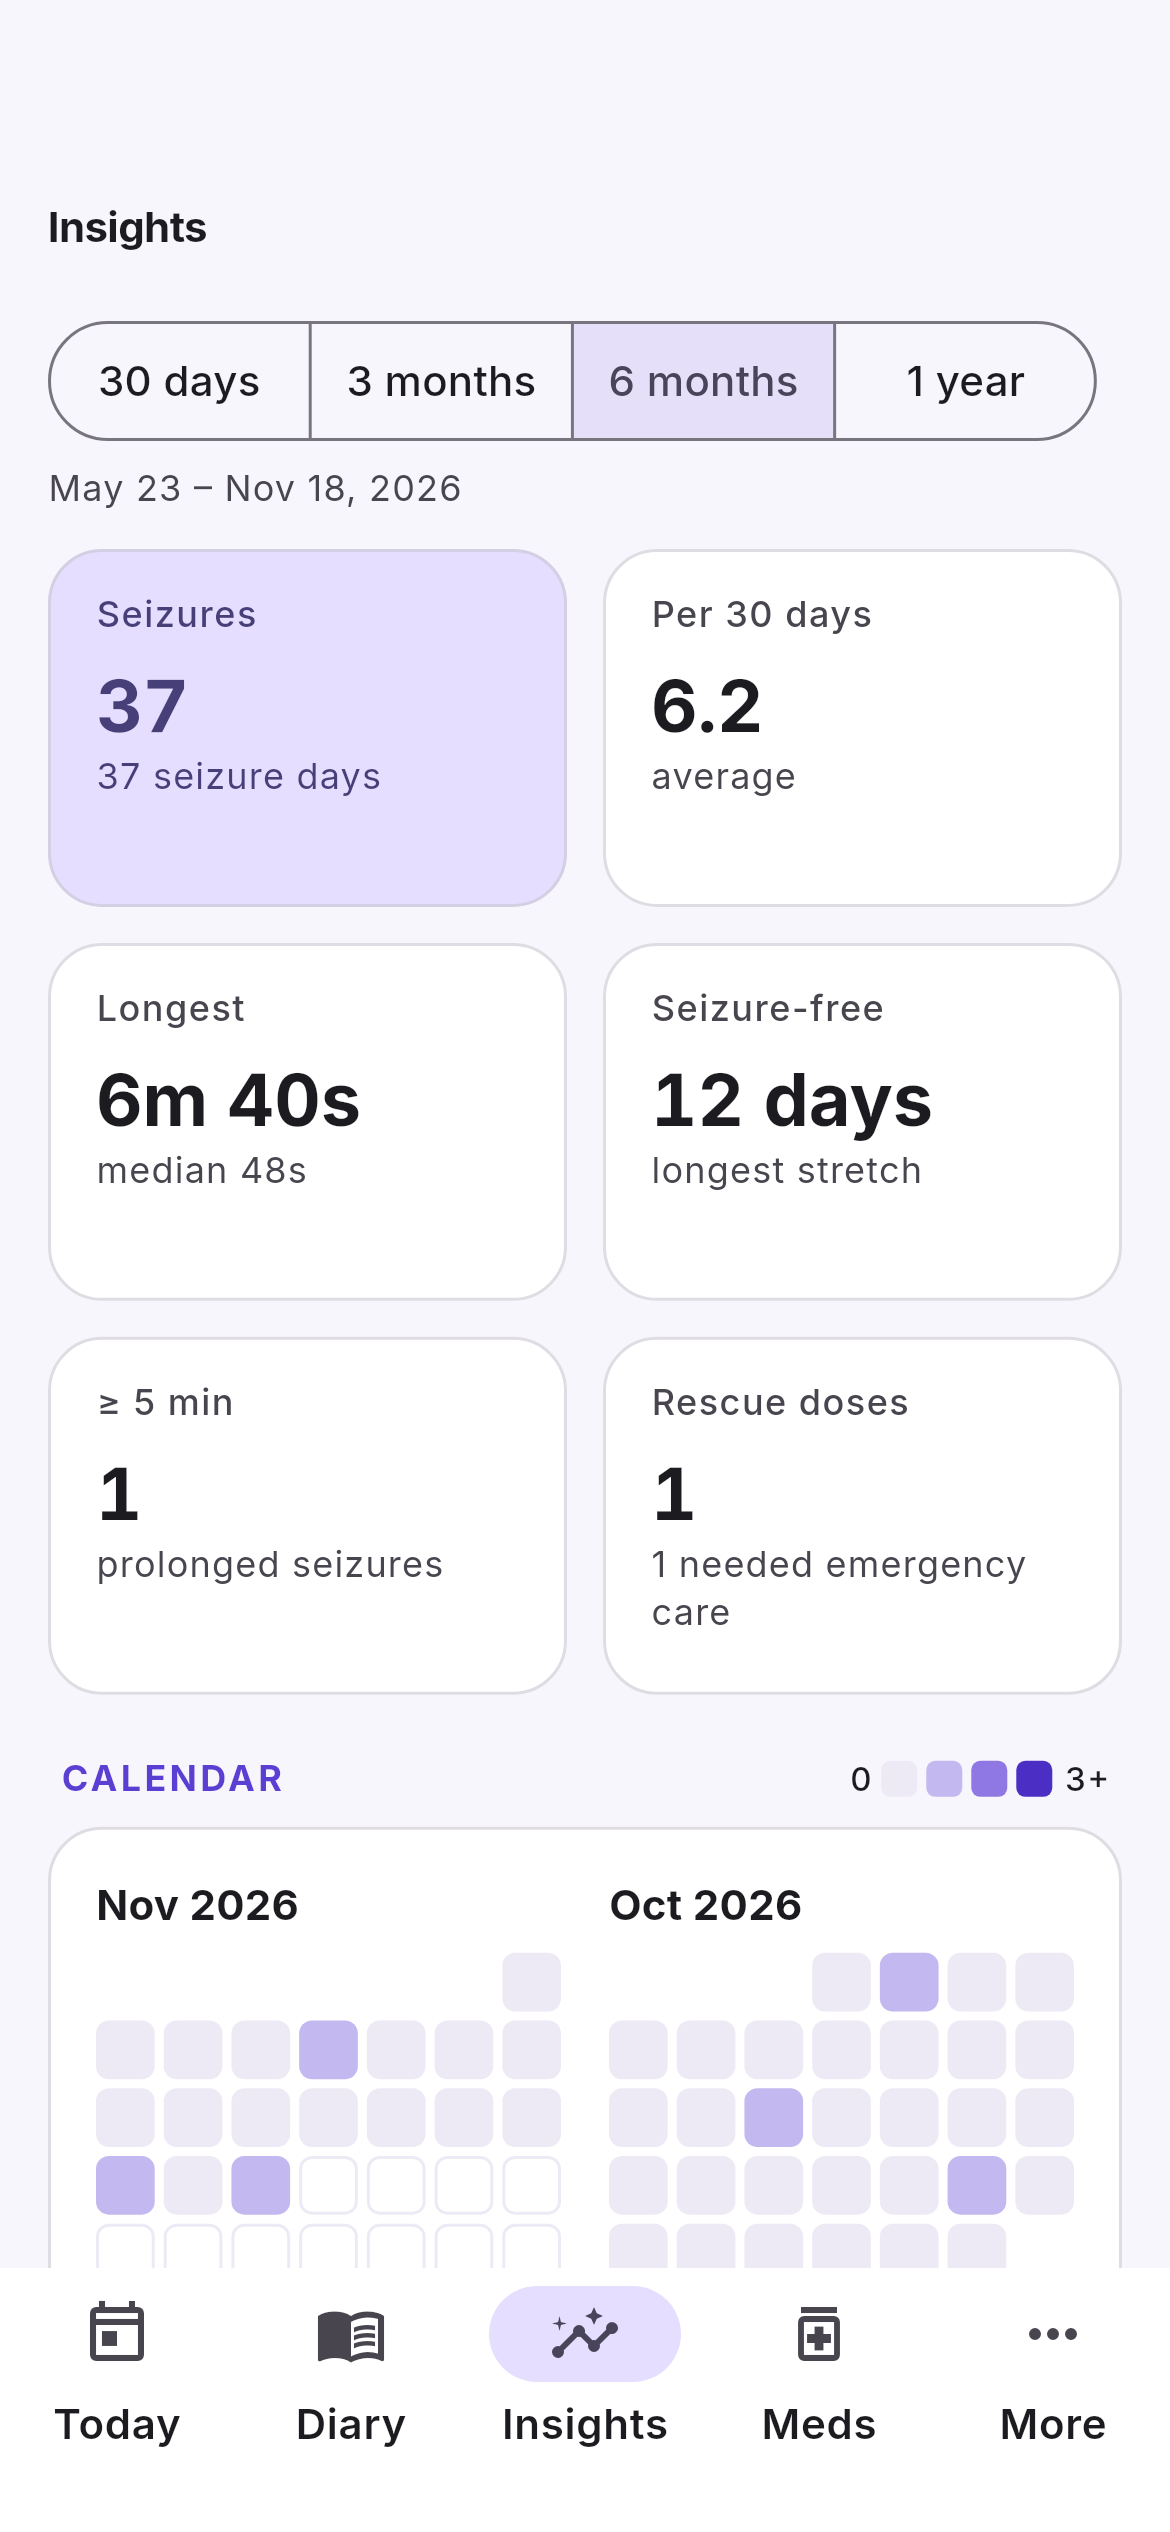 Insights
30 days
3 months
6 months
1 year
May 23 – Nov 18, 2026
Seizures
37
37 seizure days
Per 30 days
6.2
average
Longest
6m 40s
median 48s
Seizure-free
12 days
longest stretch
≥ 5 min
1
prolonged seizures
Rescue doses
1
1 needed emergency
care
CALENDAR
0
3+
Nov 2026
Oct 2026
Today
Diary
Insights
Meds
More